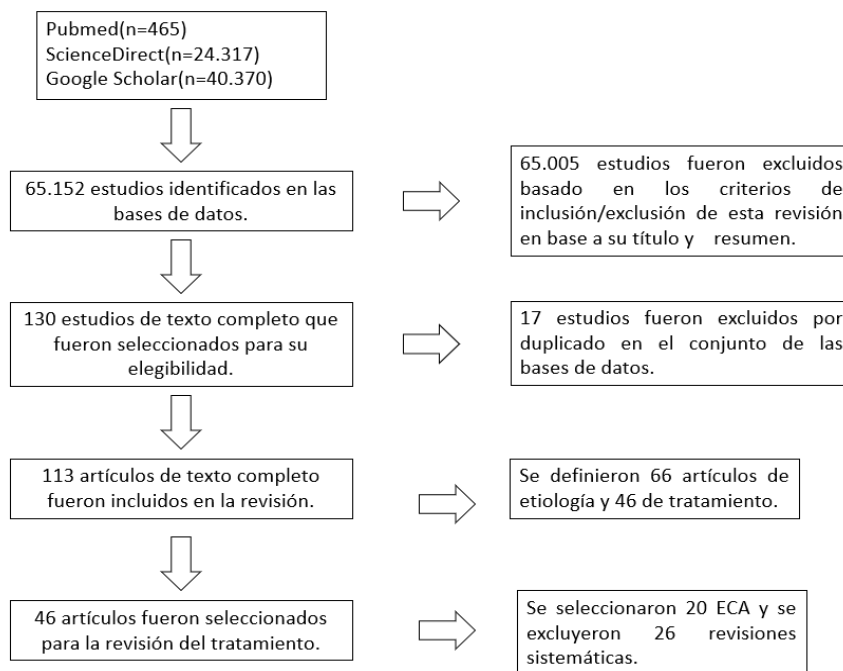 Pubmed(n=465)
ScienceDirect(n=24.317)
Google Scholar(n=40.370)
65.152 estudios identificados en las
bases de datos.
65.005 estudios fueron excluidos
basado en los criterios de
inclusión/exclusión de esta revisión
en base a su título y resumen.
130 estudios de texto completo que
fueron seleccionados para su
elegibilidad.
17 estudios fueron excluidos por
duplicado en el conjunto de las
bases de datos.
113 artículos de texto completo
fueron incluidos en la revisión.
Se definieron 66 artículos de
etiología y 46 de tratamiento.
46 artículos fueron seleccionados
para la revisión del tratamiento.
Se seleccionaron 20 ECA y se
excluyeron 26 revisiones
sistemáticas.